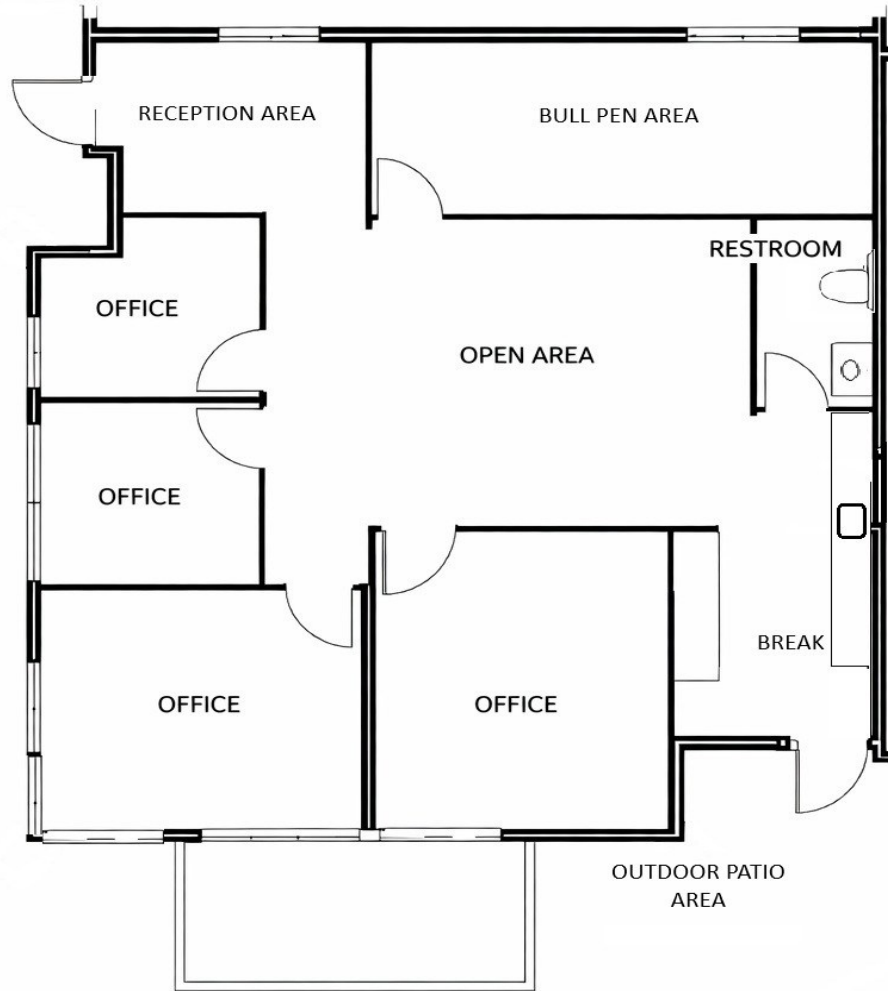 RECEPTION AREA
BULL PEN AREA
RESTROOM
OFFICE
OPEN AREA
OFFICE
BREAK
OFFICE
OFFICE
OUTDOOR PATIO
AREA